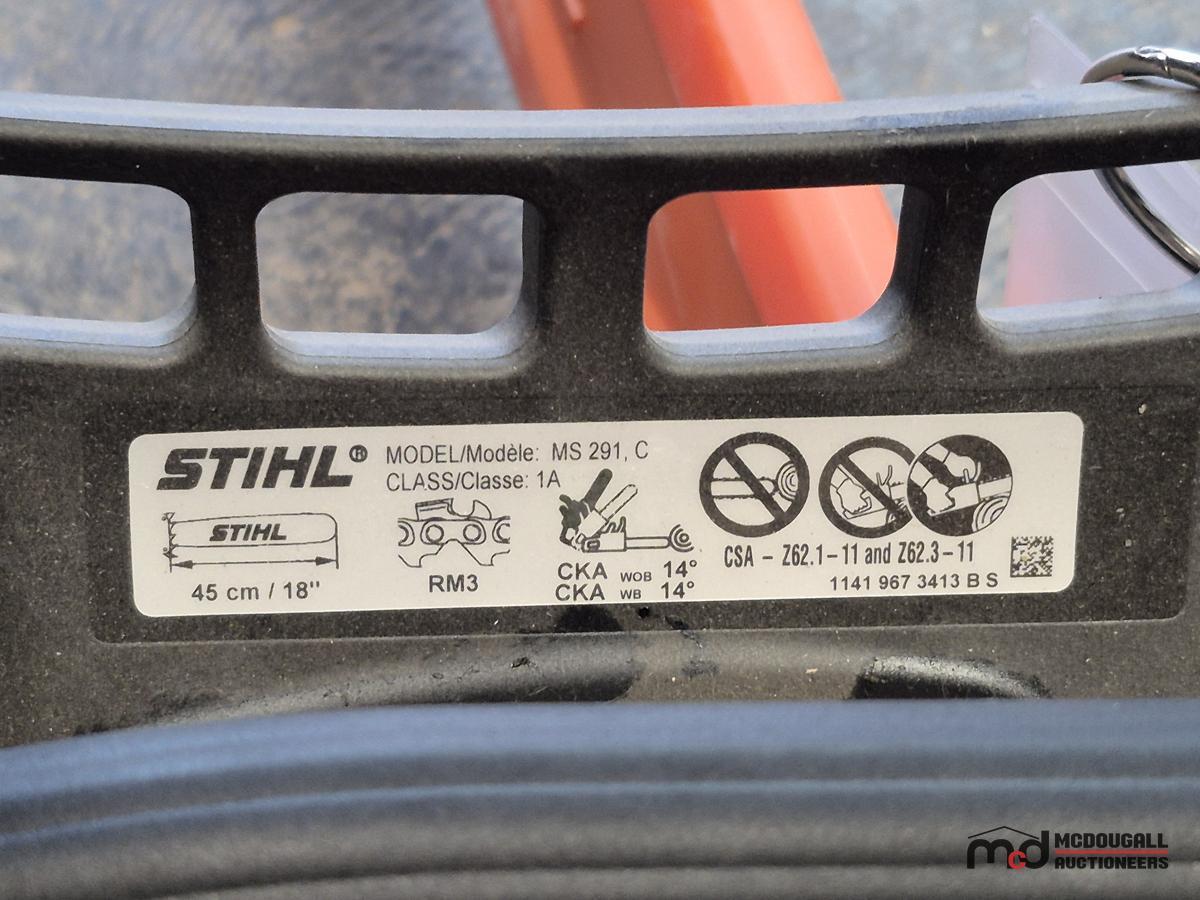 STIHL®
MODEL/Modèle: MS 291, C
CLASS/Classe: 1A
STIHL
45 cm / 18"
RM3
CKA WOB 14°
CKA WB 14°
CSA - Z62.1-11 and Z62.3-11
1141 967 3413 B S
mcd MCDOUGALL
AUCTIONEERS